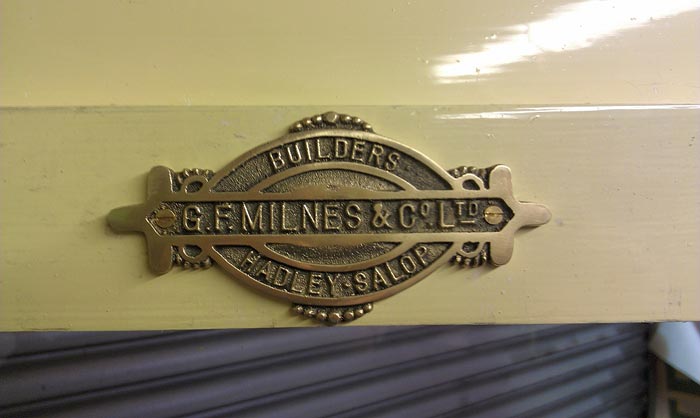 BUILDERS
G.F. MILNES & Co. LTD
HADLEY·SALOP